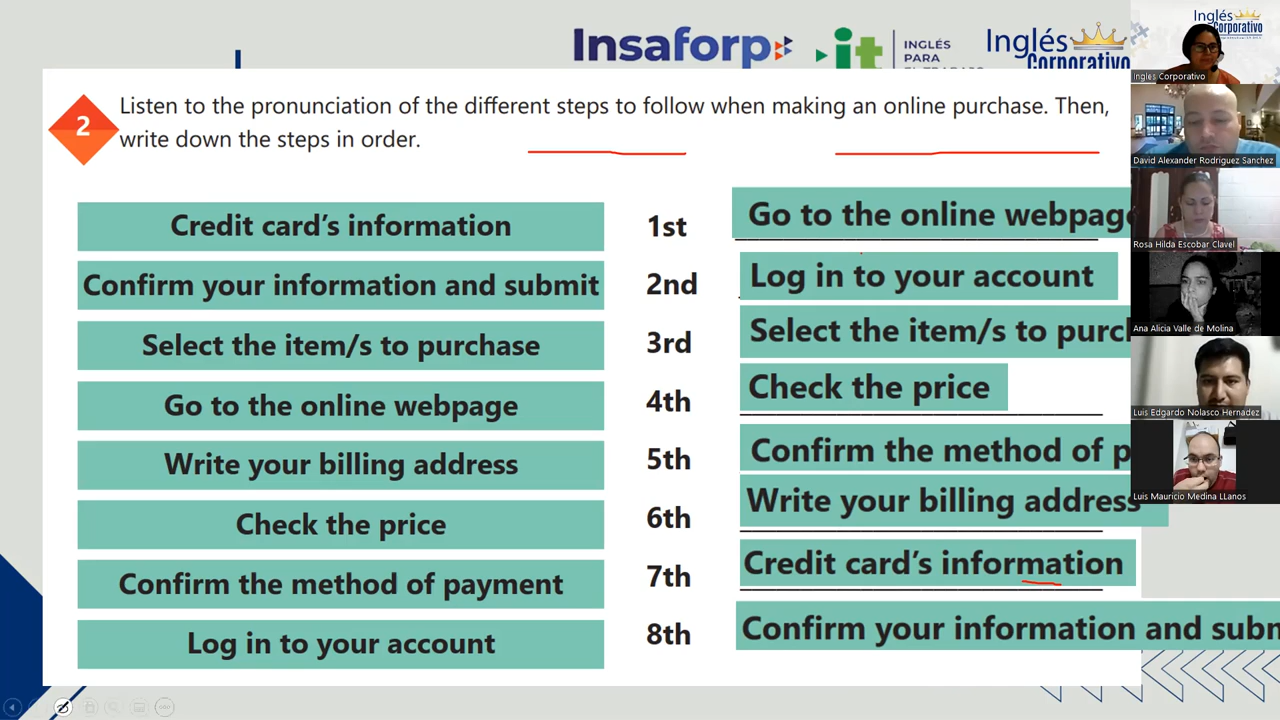 Insaforp
it
INGLÉS
PARA
Inglés
Corporativo
Inglés
Corporativo
Ingles Corporativo
2
Listen to the pronunciation of the different steps to follow when making an online purchase. Then,
write down the steps in order.
David Alexander Rodriguez Sanchez
Rosa Hilda Escobar Clavel
Ana Alicia Valle de Molina
Luis Edgardo Nolasco Hernadez
Luis Mauricio Medina LLanos
Credit card's information
1st
Go to the online webpage
Confirm your information and submit
2nd
Log in to your account
Select the item/s to purchase
3rd
Select the item/s to purch
Go to the online webpage
4th
Check the price
Write your billing address
5th
Confirm the method of p
Check the price
6th
Write your billing address
Confirm the method of payment
7th
Credit card's information
Log in to your account
8th
Confirm your information and subm